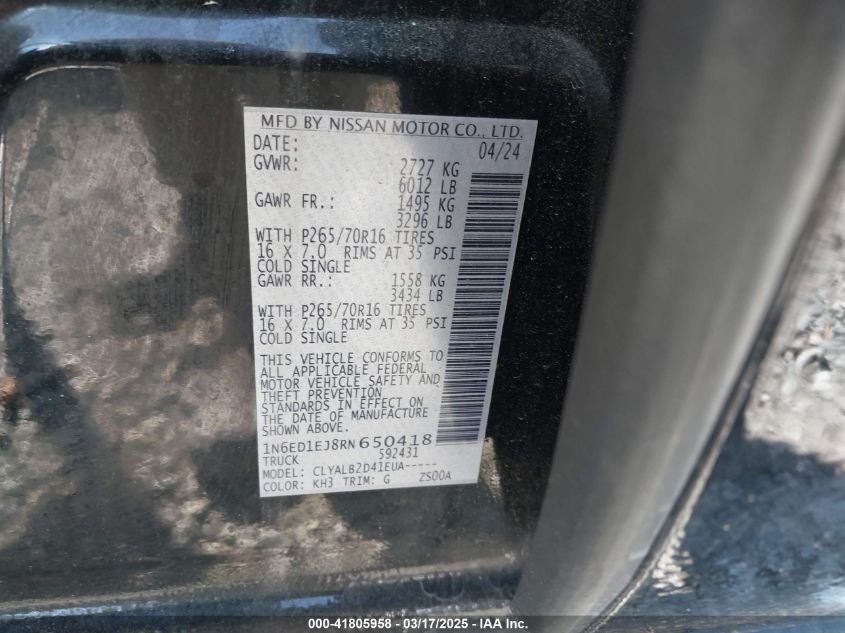 MFD BY NISSAN MOTOR CO., LTD.
DATE: 04/24
GVWR: 2727 KG
6012 LB
GAWR FR.: 1495 KG
3296 LB
WITH P265/70R16 TIRES
16 X 7.0 RIMS AT 35 PSI
COLD SINGLE
GAWR RR.: 1558 KG
3434 LB
WITH P265/70R16 TIRES
16 X 7.0 RIMS AT 35 PSI
COLD SINGLE
THIS VEHICLE CONFORMS TO
ALL APPLICABLE FEDERAL
MOTOR VEHICLE SAFETY AND
THEFT PREVENTION
STANDARDS IN EFFECT ON
THE DATE OF MANUFACTURE
SHOWN ABOVE.
1N6ED1EJ8RN650418
TRUCK 592431
MODEL: CLYALB2D41EUA-----
COLOR: KH3 TRIM: G ZS00A
000-41805958 - 03/17/2025 - IAA, Inc.